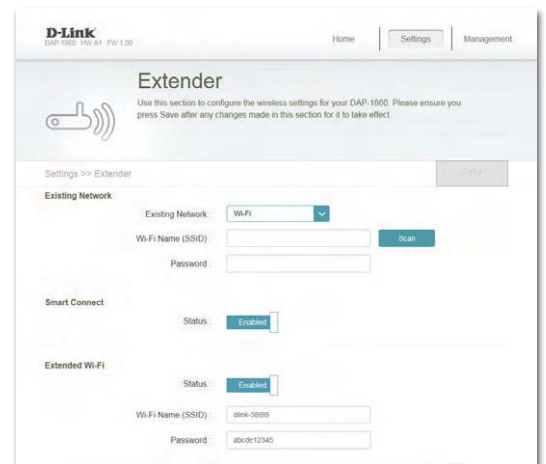 D-Link
DAP-1860 HW:A1 FW:1.00
Home Settings Management
Extender
Use this section to configure the wireless settings for your DAP-1860. Please ensure you
press Save after any changes made in this section for it to take effect.
Settings >> Extender
Save
Existing Network
Existing Network : Wi-Fi
Wi-Fi Name (SSID) : Scan
Password :
Smart Connect
Status : Enabled
Extended Wi-Fi
Status : Enabled
Wi-Fi Name (SSID) : dlink-3BBB
Password : abcde12345